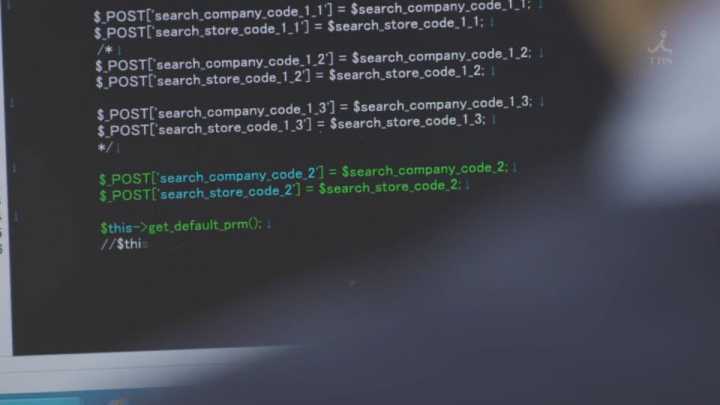 $_POST['search_company_code_1_1'] = $search_company_code_1_1;↓
$_POST['search_store_code_1_1'] = $search_store_code_1_1;↓
/*↓
$_POST['search_company_code_1_2'] = $search_company_code_1_2;↓
$_POST['search_store_code_1_2'] = $search_store_code_1_2;↓
↓
$_POST['search_company_code_1_3'] = $search_company_code_1_3;↓
$_POST['search_store_code_1_3'] = $search_store_code_1_3;↓
*/↓
↓
$_POST['search_company_code_2'] = $search_company_code_2;↓
$_POST['search_store_code_2'] = $search_store_code_2;↓
↓
$this->get_default_prm();↓
//$thi
TBS